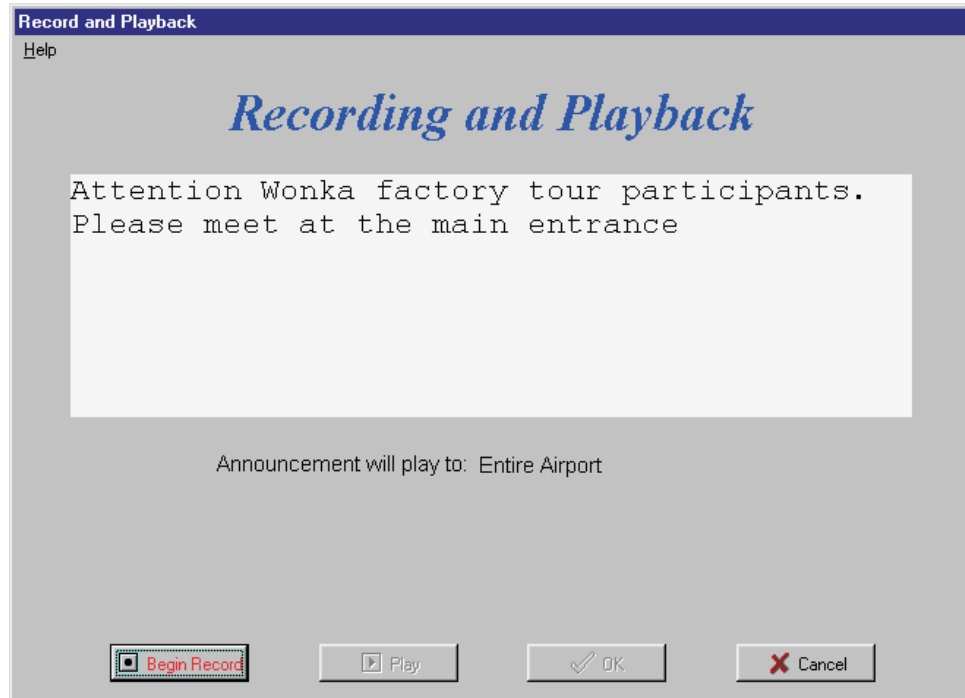 Record and Playback
Help
Recording and Playback
Attention Wonka factory tour participants.
Please meet at the main entrance
Announcement will play to: Entire Airport
Begin Record Play OK Cancel